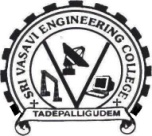 SRI VASAVI ENGINEERING COLLEGE
TADEPALLIGUDEM